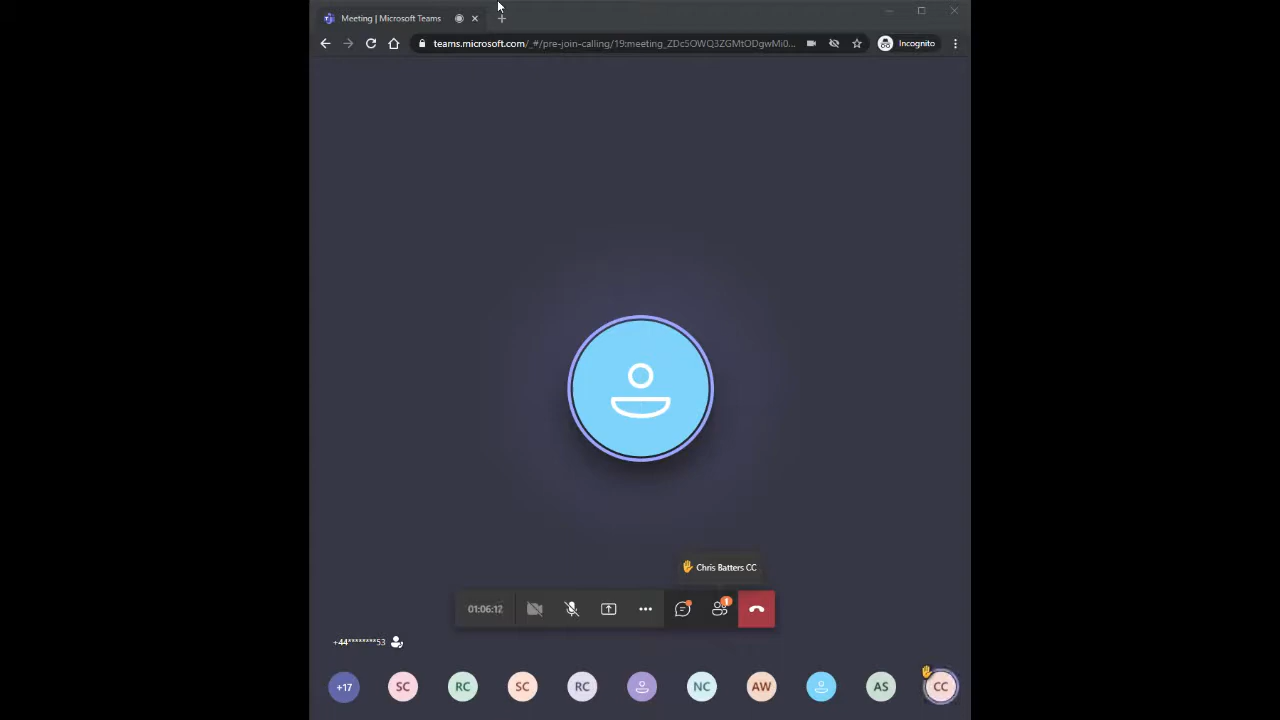 Meeting | Microsoft Teams
teams.microsoft.com/_#/pre-join-calling/19:meeting_ZDc5OWQ3ZGMtODgwMi0...
Incognito
Chris Batters CC
01:06:12
+44********53
+17 SC RC SC RC NC AW AS CC